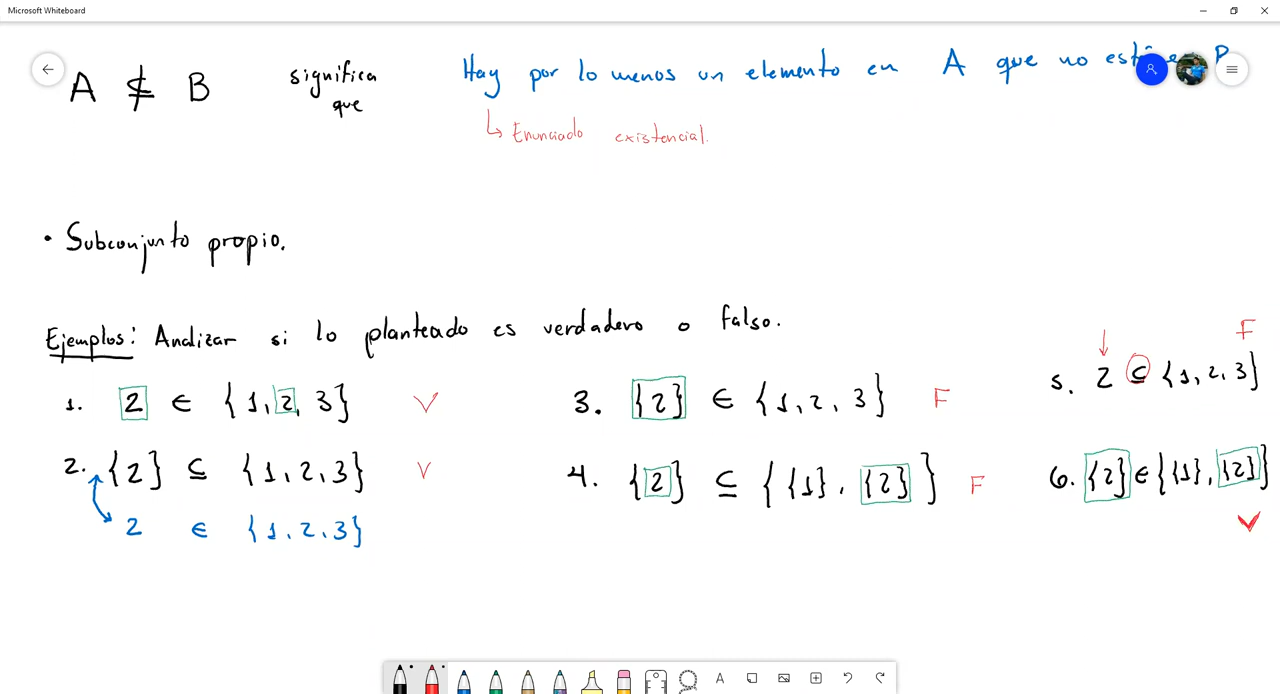 Microsoft Whiteboard
A ⊈ B significa que Hay por lo menos un elemento en A que no
↳ Enunciado existencial.
• Subconjunto propio.
Ejemplos: Analizar si lo planteado es verdadero o falso.
1. 2 ∈ {1, 2, 3} V
2. {2} ⊆ {1, 2, 3} V
2 ∈ {1, 2, 3}
3. {2} ∈ {1, 2, 3} F
4. {2} ⊆ {{1}, {2}} F
5. 2 ⊆ {1, 2, 3} F
6. {2} ∈ {{1}, {2}} V
A